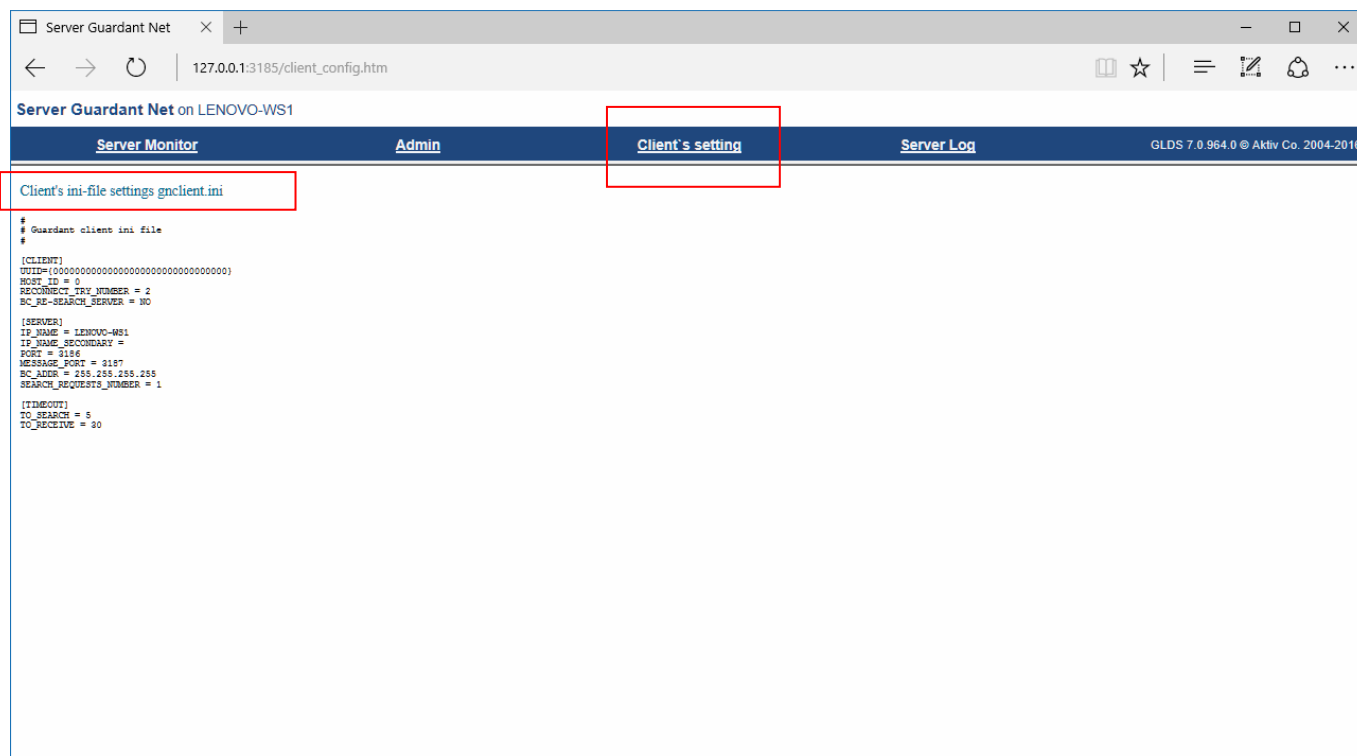 Server Guardant Net
127.0.0.1:3185/client_config.htm
Server Guardant Net on LENOVO-WS1
Server Monitor Admin Client`s setting Server Log GLDS 7.0.964.0 © Aktiv Co. 2004-2016
Client's ini-file settings gnclient.ini
#
# Guardant client ini file
#
[CLIENT]
UUID={00000000000000000000000000000000}
HOST_ID = 0
RECONNECT_TRY_NUMBER = 2
BC_RE-SEARCH_SERVER = NO
[SERVER]
IP_NAME = LENOVO-WS1
IP_NAME_SECONDARY =
PORT = 3186
MESSAGE_PORT = 3187
BC_ADDR = 255.255.255.255
SEARCH_REQUESTS_NUMBER = 1
[TIMEOUT]
TO_SEARCH = 5
TO_RECEIVE = 30